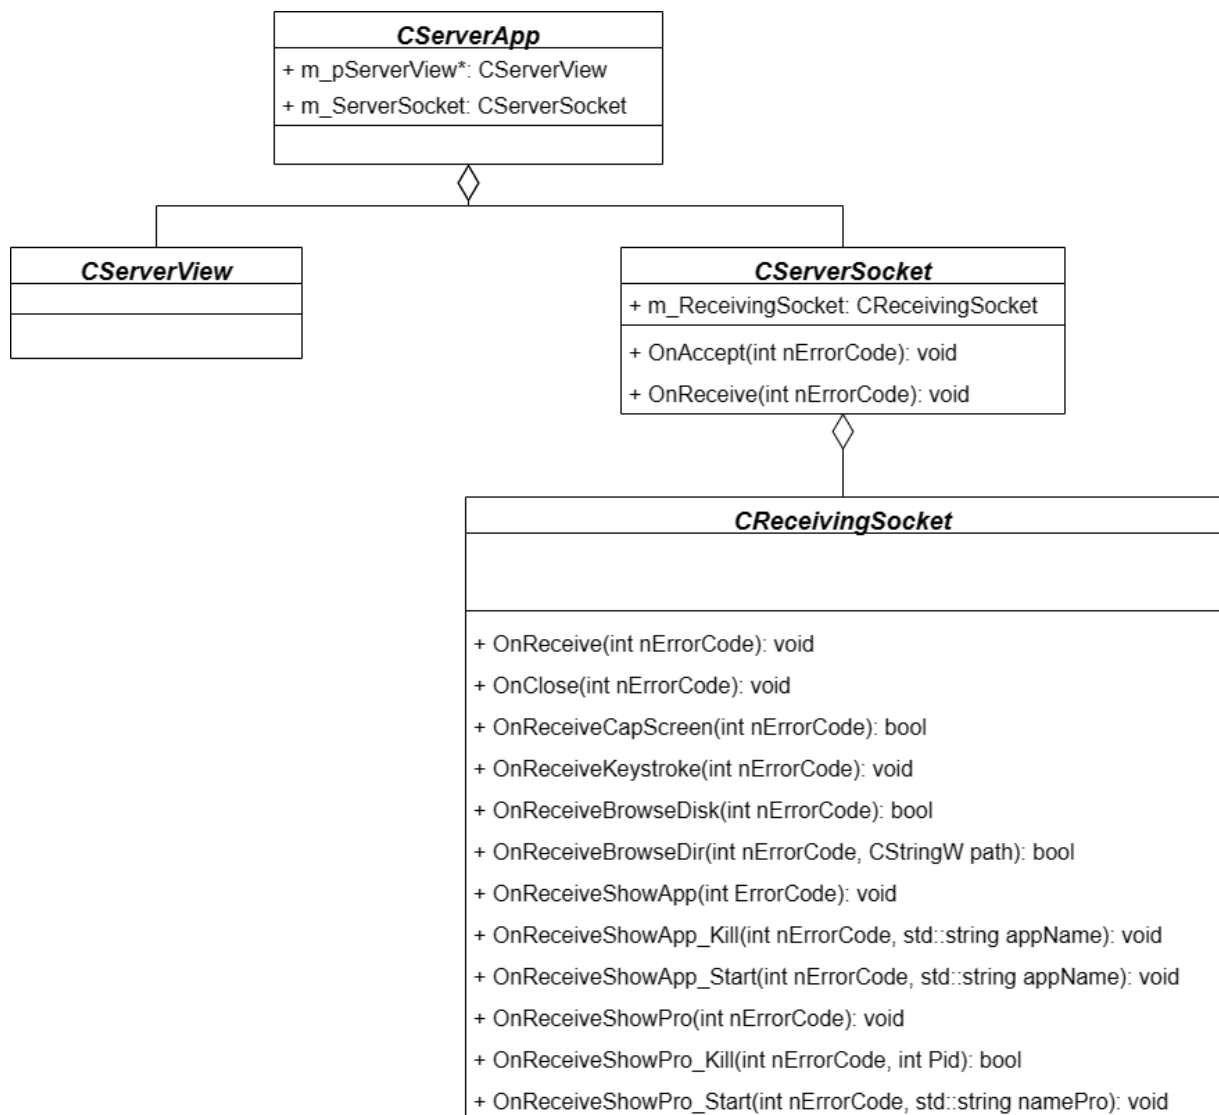 CServerApp
+ m_pServerView*: CServerView
+ m_ServerSocket: CServerSocket
CServerView
CServerSocket
+ m_ReceivingSocket: CReceivingSocket
+ OnAccept(int nErrorCode): void
+ OnReceive(int nErrorCode): void
CReceivingSocket
+ OnReceive(int nErrorCode): void
+ OnClose(int nErrorCode): void
+ OnReceiveCapScreen(int nErrorCode): bool
+ OnReceiveKeystroke(int nErrorCode): void
+ OnReceiveBrowseDisk(int nErrorCode): bool
+ OnReceiveBrowseDir(int nErrorCode, CStringW path): bool
+ OnReceiveShowApp(int ErrorCode): void
+ OnReceiveShowApp_Kill(int nErrorCode, std::string appName): void
+ OnReceiveShowApp_Start(int nErrorCode, std::string appName): void
+ OnReceiveShowPro(int nErrorCode): void
+ OnReceiveShowPro_Kill(int nErrorCode, int Pid): bool
+ OnReceiveShowPro_Start(int nErrorCode, std::string namePro): void